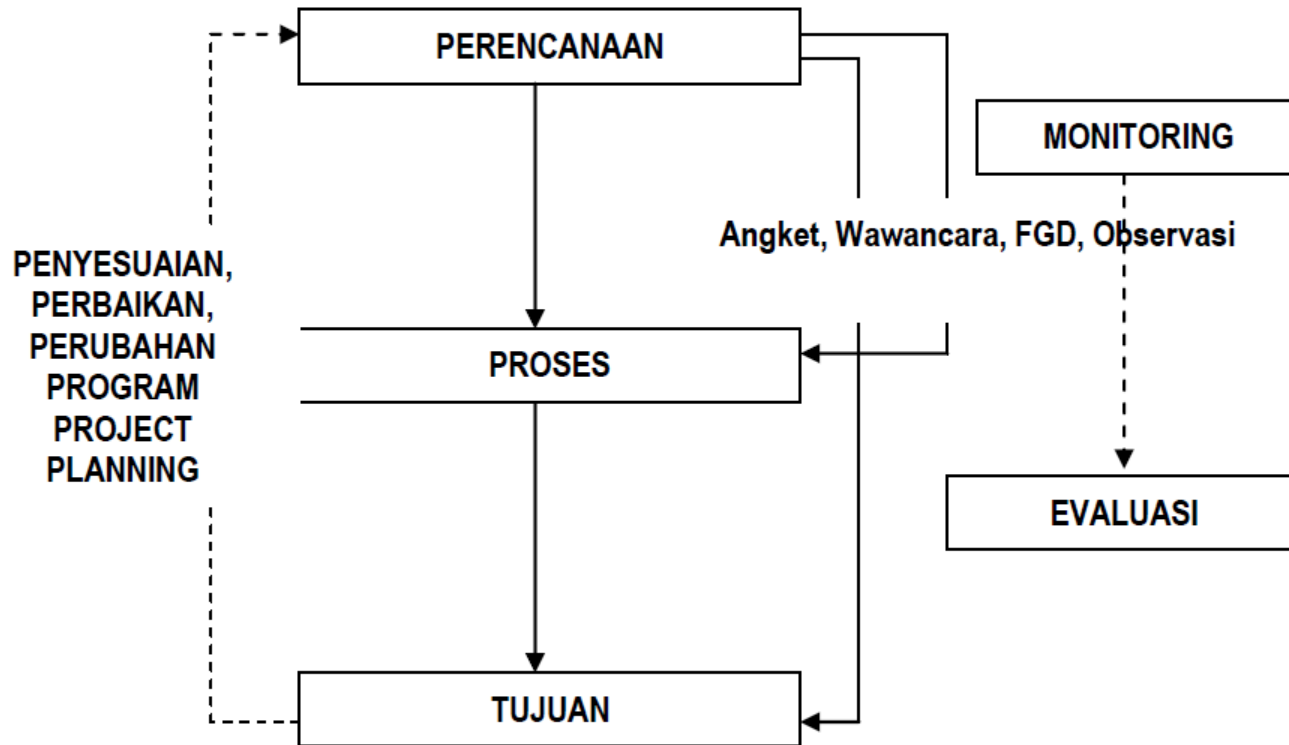 PERENCANAAN
MONITORING
Angket, Wawancara, FGD, Observasi
PENYESUAIAN,
PERBAIKAN,
PERUBAHAN
PROGRAM
PROJECT
PLANNING
PROSES
EVALUASI
TUJUAN